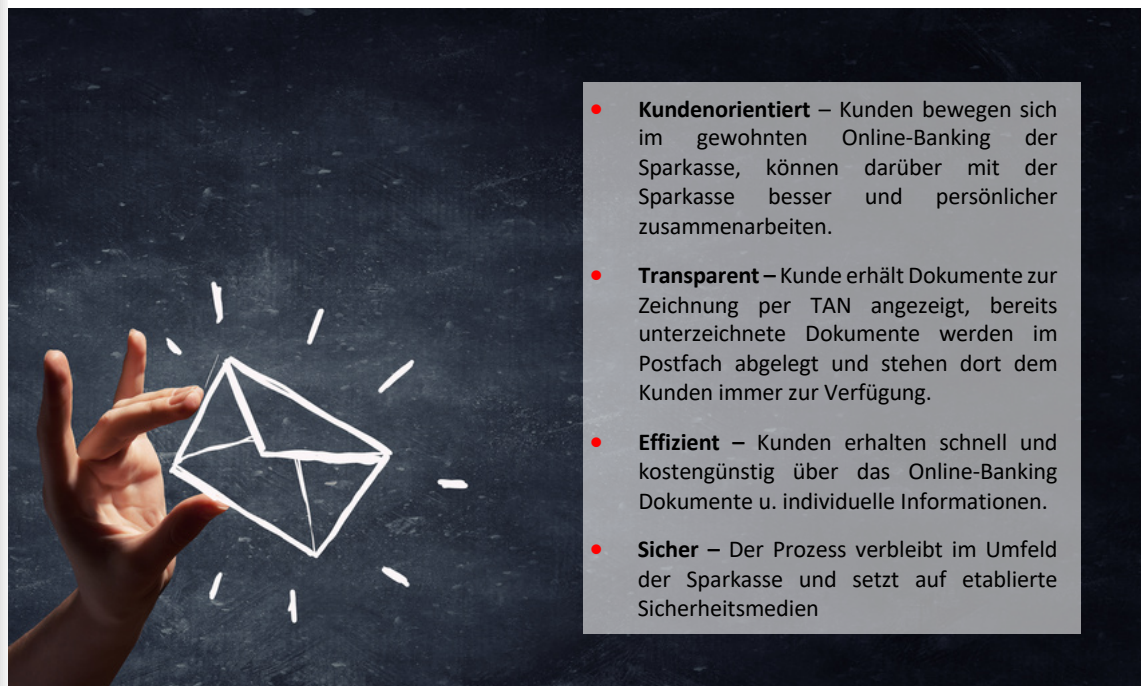 Kundenorientiert – Kunden bewegen sich
im gewohnten Online-Banking der
Sparkasse, können darüber mit der
Sparkasse besser und persönlicher
zusammenarbeiten.
Transparent – Kunde erhält Dokumente zur
Zeichnung per TAN angezeigt, bereits
unterzeichnete Dokumente werden im
Postfach abgelegt und stehen dort dem
Kunden immer zur Verfügung.
Effizient – Kunden erhalten schnell und
kostengünstig über das Online-Banking
Dokumente u. individuelle Informationen.
Sicher – Der Prozess verbleibt im Umfeld
der Sparkasse und setzt auf etablierte
Sicherheitsmedien